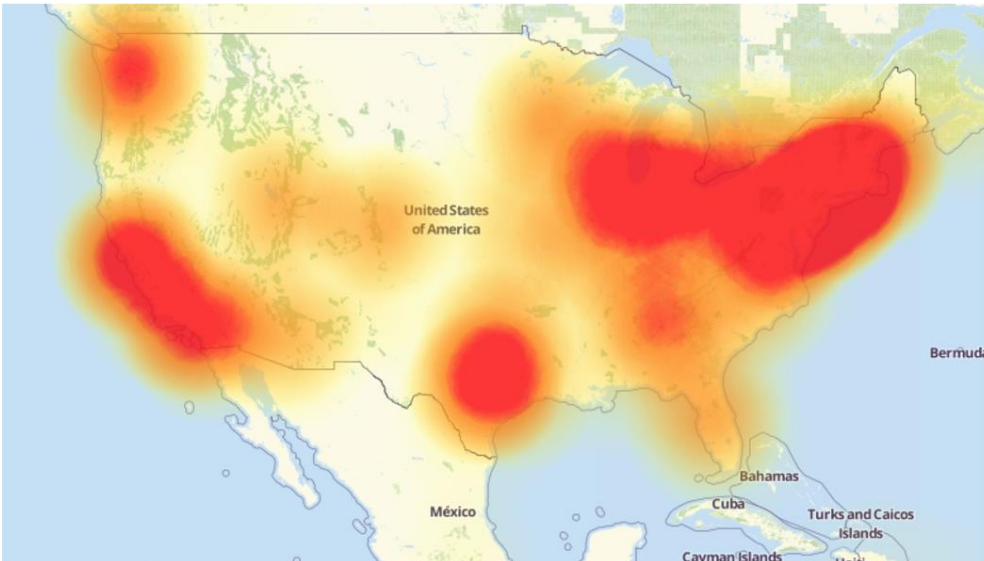 United States
of America
Bermuda
Bahamas
México
Cuba
Turks and Caicos
Islands
Cayman Islands